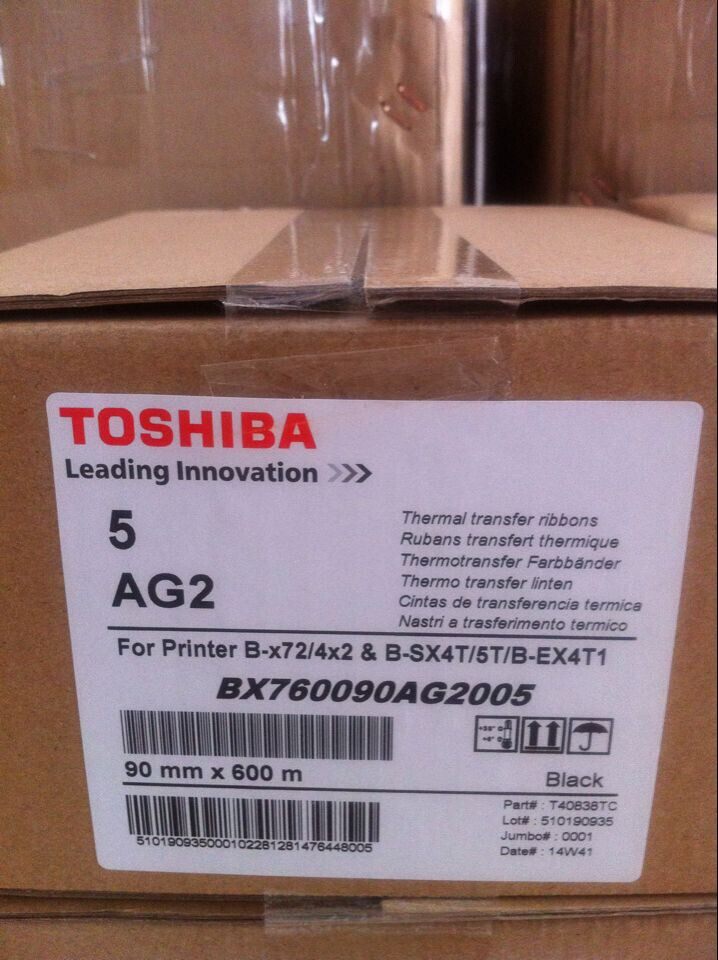 TOSHIBA
Leading Innovation >>>
5
AG2
Thermal transfer ribbons
Rubans transfert thermique
Thermotransfer Farbbänder
Thermo transfer linten
Cintas de transferencia termica
Nastri a trasferimento termico
For Printer B-x72/4x2 & B-SX4T/5T/B-EX4T1
BX760090AG2005
90 mm x 600 m
Black
Part# : T40838TC
Lot# : 510190935
Jumbo# : 0001
Date# : 14W41
5101909350001022812814764480​05